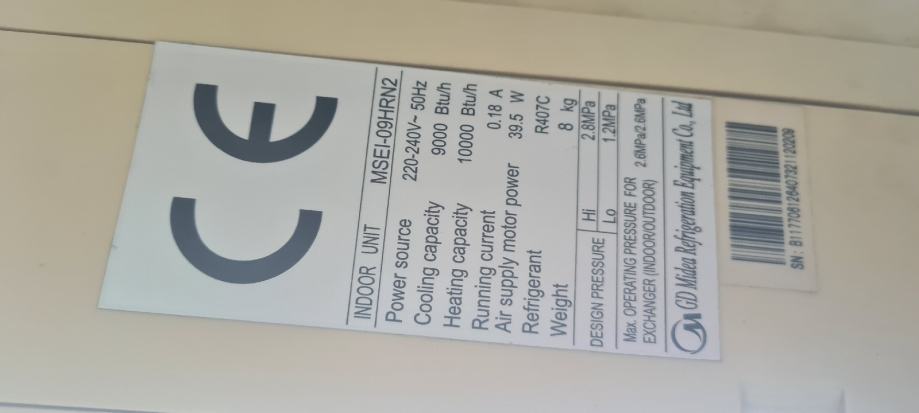 CE
INDOOR UNIT MSEI-09HRN2
Power source 220-240V~ 50Hz
Cooling capacity 9000 Btu/h
Heating capacity 10000 Btu/h
Running current 0.18 A
Air supply motor power 39.5 W
Refrigerant R407C
Weight 8 kg
DESIGN PRESSURE Hi 2.8MPa
Lo 1.2MPa
Max. OPERATING PRESSURE FOR
EXCHANGER (INDOOR/OUTDOOR) 2.6MPa/2.6MPa
GD Midea Refrigeration Equipment Co., Ltd
SN: B117706126407321120209